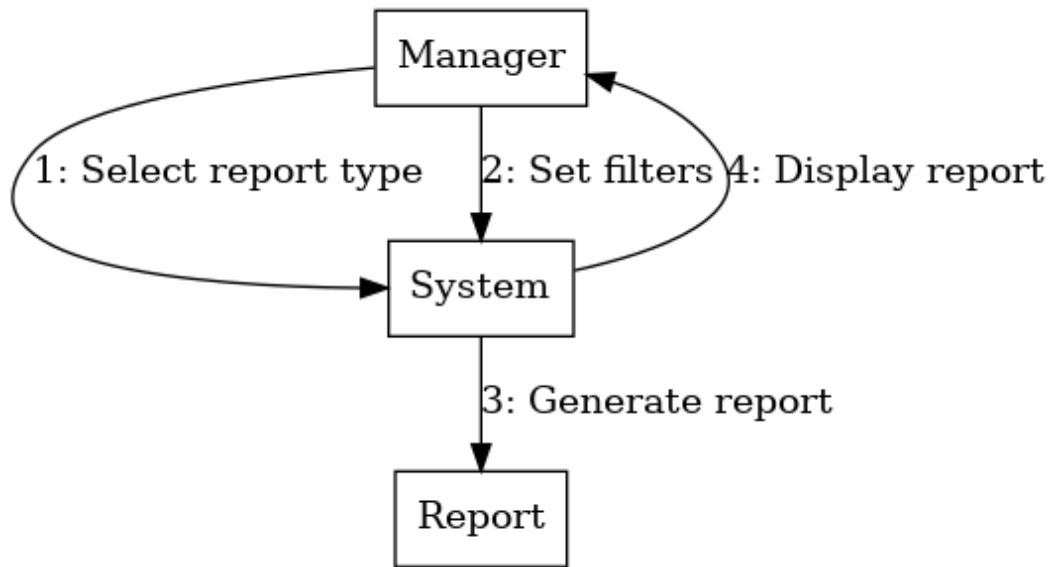 Manager
1: Select report type
2: Set filters
4: Display report
System
3: Generate report
Report